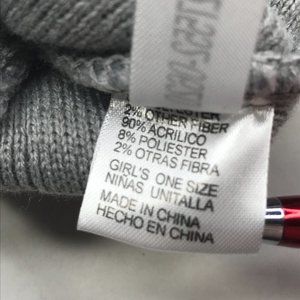 2% OTHER FIBER
90% ACRILICO
8% POLIESTER
2% OTRAS FIBRA
GIRL'S ONE SIZE
NIÑAS UNITALLA
MADE IN CHINA
HECHO EN CHINA